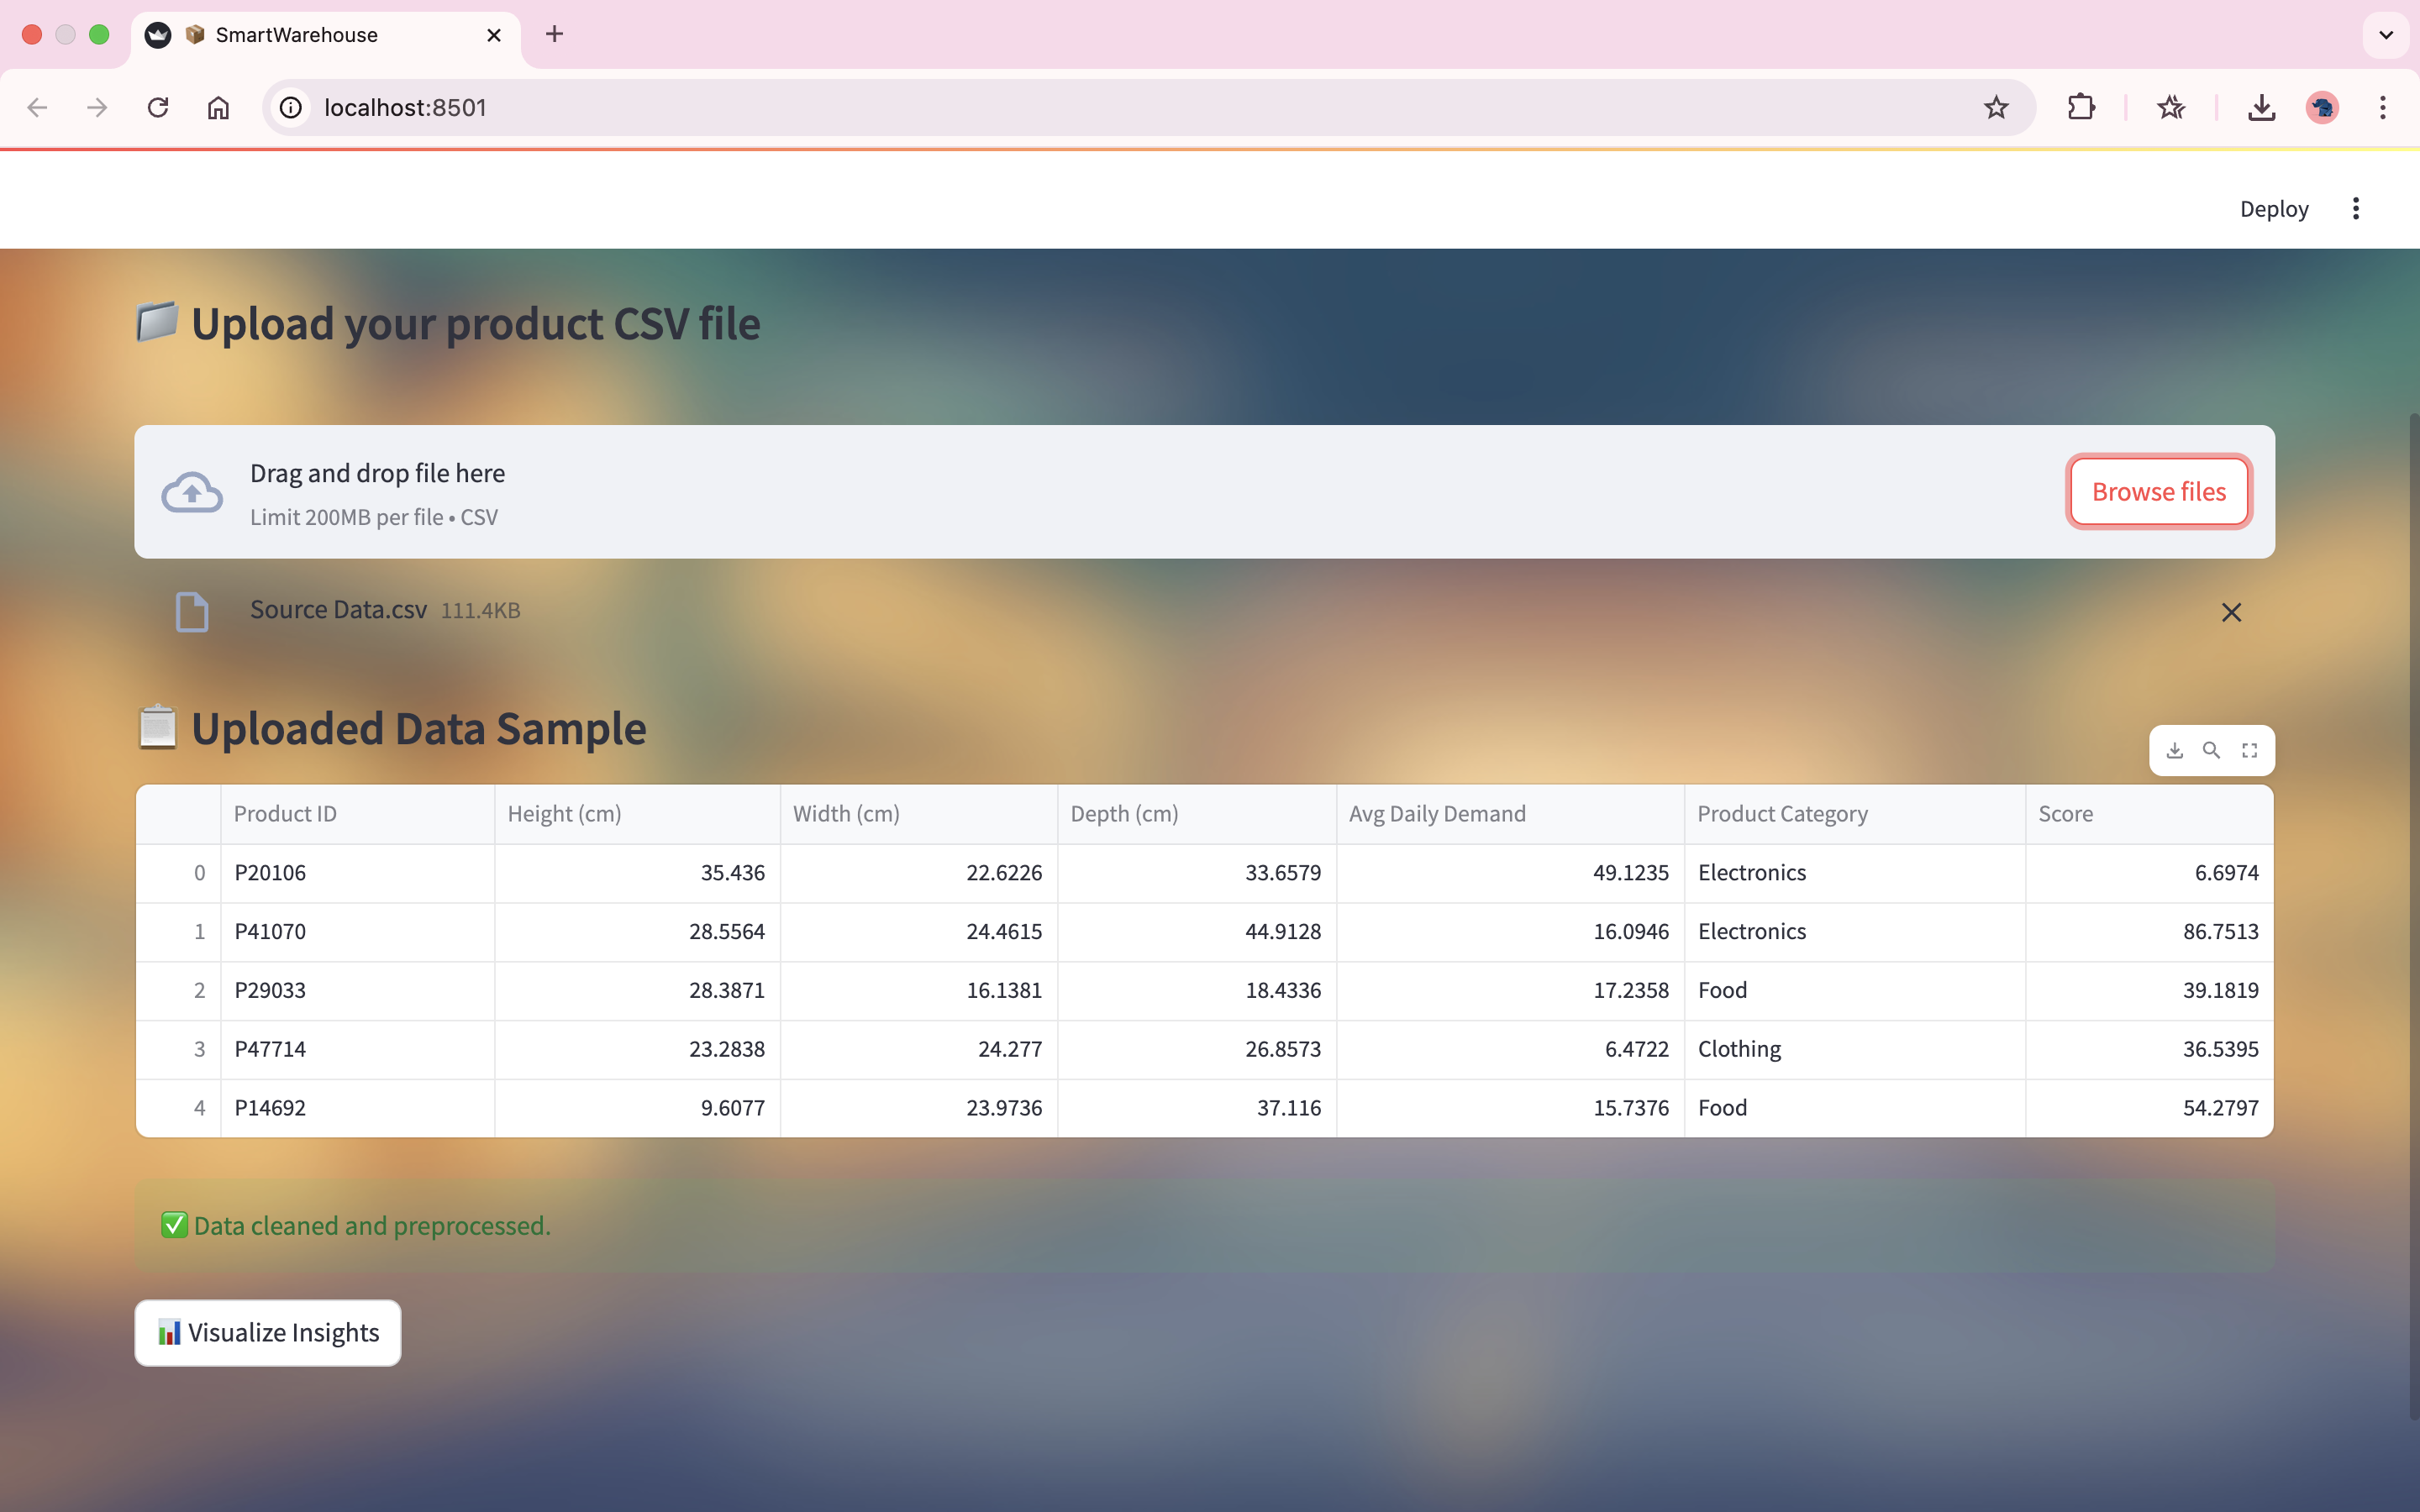 📦 SmartWarehouse
localhost:8501
Deploy
Upload your product CSV file
Drag and drop file here
Limit 200MB per file • CSV
Browse files
Source Data.csv 111.4KB
Uploaded Data Sample
Product ID Height (cm) Width (cm) Depth (cm) Avg Daily Demand Product Category Score
0 P20106 35.436 22.6226 33.6579 49.1235 Electronics 6.6974
1 P41070 28.5564 24.4615 44.9128 16.0946 Electronics 86.7513
2 P29033 28.3871 16.1381 18.4336 17.2358 Food 39.1819
3 P47714 23.2838 24.277 26.8573 6.4722 Clothing 36.5395
4 P14692 9.6077 23.9736 37.116 15.7376 Food 54.2797
✅ Data cleaned and preprocessed.
📊 Visualize Insights